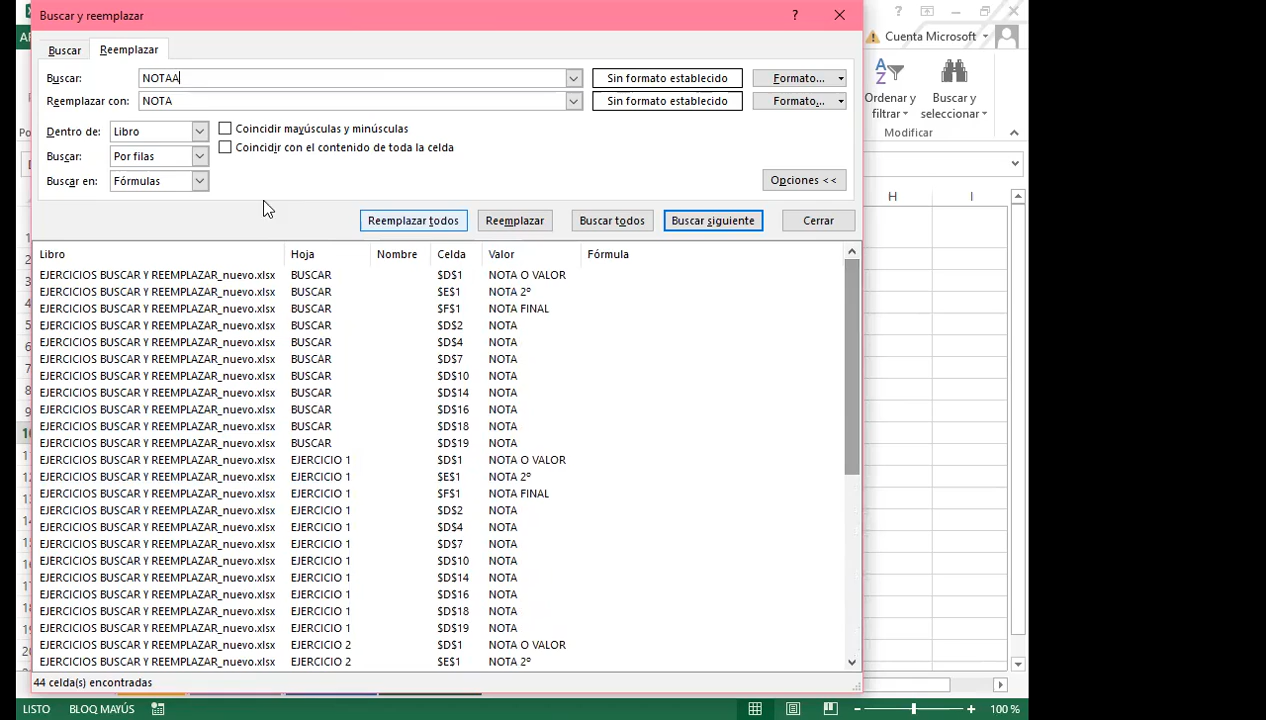 Buscar y reemplazar
?
Cuenta Microsoft
Buscar
Reemplazar
Buscar: NOTAA Sin formato establecido Formato...
Reemplazar con: NOTA Sin formato establecido Formato...
Dentro de: Libro Coincidir mayúsculas y minúsculas
Coincidir con el contenido de toda la celda
Buscar: Por filas
Buscar en: Fórmulas
Opciones <<
Reemplazar todos Reemplazar Buscar todos Buscar siguiente Cerrar
Ordenar y filtrar
Buscar y seleccionar
Modificar
H I
Libro Hoja Nombre Celda Valor Fórmula
EJERCICIOS BUSCAR Y REEMPLAZAR_nuevo.xlsx BUSCAR $D$1 NOTA O VALOR
EJERCICIOS BUSCAR Y REEMPLAZAR_nuevo.xlsx BUSCAR $E$1 NOTA 2º
EJERCICIOS BUSCAR Y REEMPLAZAR_nuevo.xlsx BUSCAR $F$1 NOTA FINAL
EJERCICIOS BUSCAR Y REEMPLAZAR_nuevo.xlsx BUSCAR $D$2 NOTA
EJERCICIOS BUSCAR Y REEMPLAZAR_nuevo.xlsx BUSCAR $D$4 NOTA
EJERCICIOS BUSCAR Y REEMPLAZAR_nuevo.xlsx BUSCAR $D$7 NOTA
EJERCICIOS BUSCAR Y REEMPLAZAR_nuevo.xlsx BUSCAR $D$10 NOTA
EJERCICIOS BUSCAR Y REEMPLAZAR_nuevo.xlsx BUSCAR $D$14 NOTA
EJERCICIOS BUSCAR Y REEMPLAZAR_nuevo.xlsx BUSCAR $D$16 NOTA
EJERCICIOS BUSCAR Y REEMPLAZAR_nuevo.xlsx BUSCAR $D$18 NOTA
EJERCICIOS BUSCAR Y REEMPLAZAR_nuevo.xlsx BUSCAR $D$19 NOTA
EJERCICIOS BUSCAR Y REEMPLAZAR_nuevo.xlsx EJERCICIO 1 $D$1 NOTA O VALOR
EJERCICIOS BUSCAR Y REEMPLAZAR_nuevo.xlsx EJERCICIO 1 $E$1 NOTA 2º
EJERCICIOS BUSCAR Y REEMPLAZAR_nuevo.xlsx EJERCICIO 1 $F$1 NOTA FINAL
EJERCICIOS BUSCAR Y REEMPLAZAR_nuevo.xlsx EJERCICIO 1 $D$2 NOTA
EJERCICIOS BUSCAR Y REEMPLAZAR_nuevo.xlsx EJERCICIO 1 $D$4 NOTA
EJERCICIOS BUSCAR Y REEMPLAZAR_nuevo.xlsx EJERCICIO 1 $D$7 NOTA
EJERCICIOS BUSCAR Y REEMPLAZAR_nuevo.xlsx EJERCICIO 1 $D$10 NOTA
EJERCICIOS BUSCAR Y REEMPLAZAR_nuevo.xlsx EJERCICIO 1 $D$14 NOTA
EJERCICIOS BUSCAR Y REEMPLAZAR_nuevo.xlsx EJERCICIO 1 $D$16 NOTA
EJERCICIOS BUSCAR Y REEMPLAZAR_nuevo.xlsx EJERCICIO 1 $D$18 NOTA
EJERCICIOS BUSCAR Y REEMPLAZAR_nuevo.xlsx EJERCICIO 1 $D$19 NOTA
EJERCICIOS BUSCAR Y REEMPLAZAR_nuevo.xlsx EJERCICIO 2 $D$1 NOTA O VALOR
EJERCICIOS BUSCAR Y REEMPLAZAR_nuevo.xlsx EJERCICIO 2 $E$1 NOTA 2º
44 celda(s) encontradas
LISTO BLOQ MAYÚS 100 %